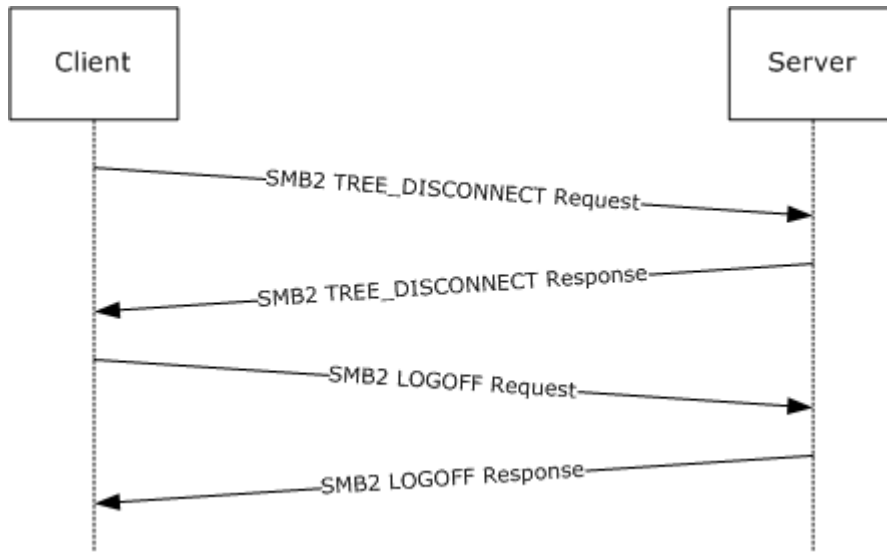 Client
Server
SMB2 TREE_DISCONNECT Request
SMB2 TREE_DISCONNECT Response
SMB2 LOGOFF Request
SMB2 LOGOFF Response